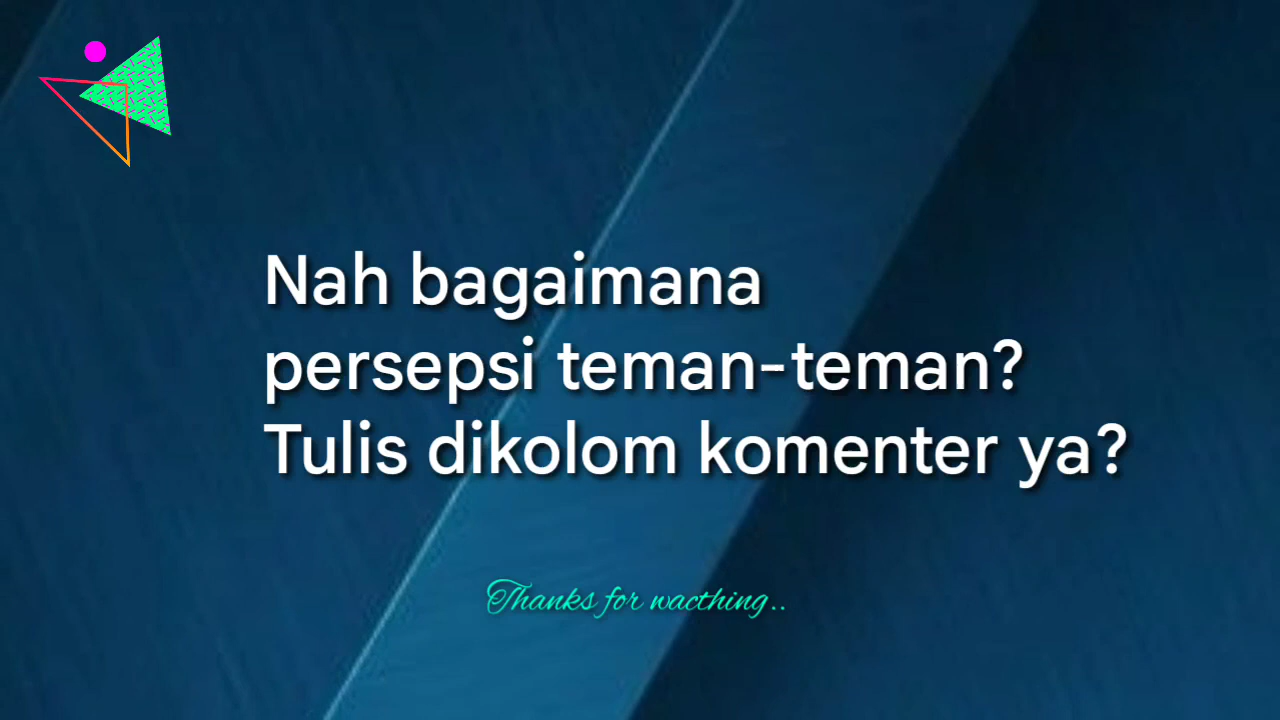 Nah bagaimana
persepsi teman-teman?
Tulis dikolom komenter ya?
Thanks for wacthing..